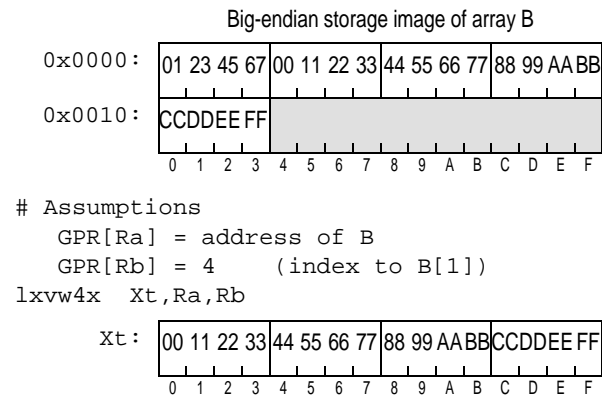 Big-endian storage image of array B
0x0000: 01 23 45 67 00 11 22 33 44 55 66 77 88 99 AA BB
0x0010: CC DD EE FF
0 1 2 3 4 5 6 7 8 9 A B C D E F
# Assumptions
GPR[Ra] = address of B
GPR[Rb] = 4 (index to B[1])
lxvw4x Xt,Ra,Rb
Xt: 00 11 22 33 44 55 66 77 88 99 AA BB CC DD EE FF
0 1 2 3 4 5 6 7 8 9 A B C D E F